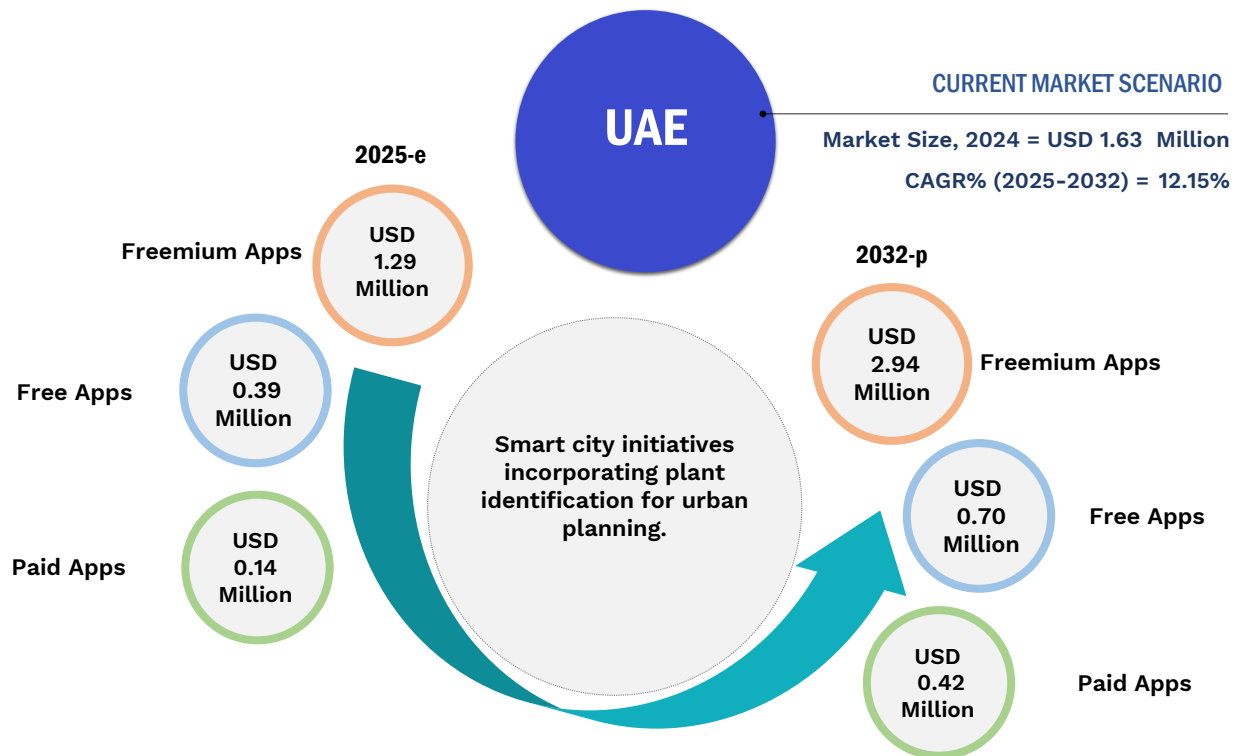 UAE
CURRENT MARKET SCENARIO
Market Size, 2024 = USD 1.63 Million
CAGR% (2025-2032) = 12.15%
2025-e
Freemium Apps
USD
1.29
Million
Free Apps
USD
0.39
Million
Paid Apps
USD
0.14
Million
Smart city initiatives
incorporating plant
identification for urban
planning.
2032-p
USD
2.94
Million
Freemium Apps
USD
0.70
Million
Free Apps
USD
0.42
Million
Paid Apps